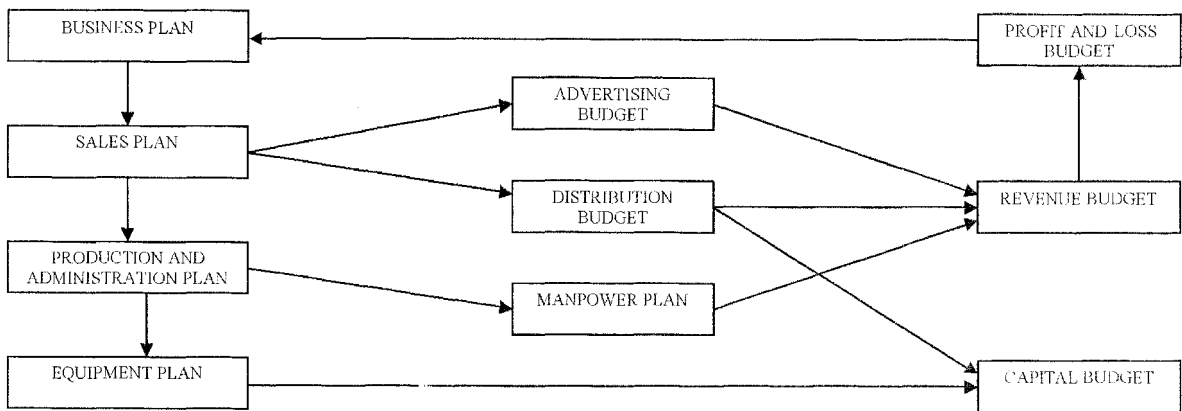 BUSINESS PLAN
PROFIT AND LOSS
BUDGET
ADVERTISING
BUDGET
SALES PLAN
DISTRIBUTION
BUDGET
REVENUE BUDGET
PRODUCTION AND
ADMINISTRATION PLAN
MANPOWER PLAN
EQUIPMENT PLAN
CAPITAL BUDGET